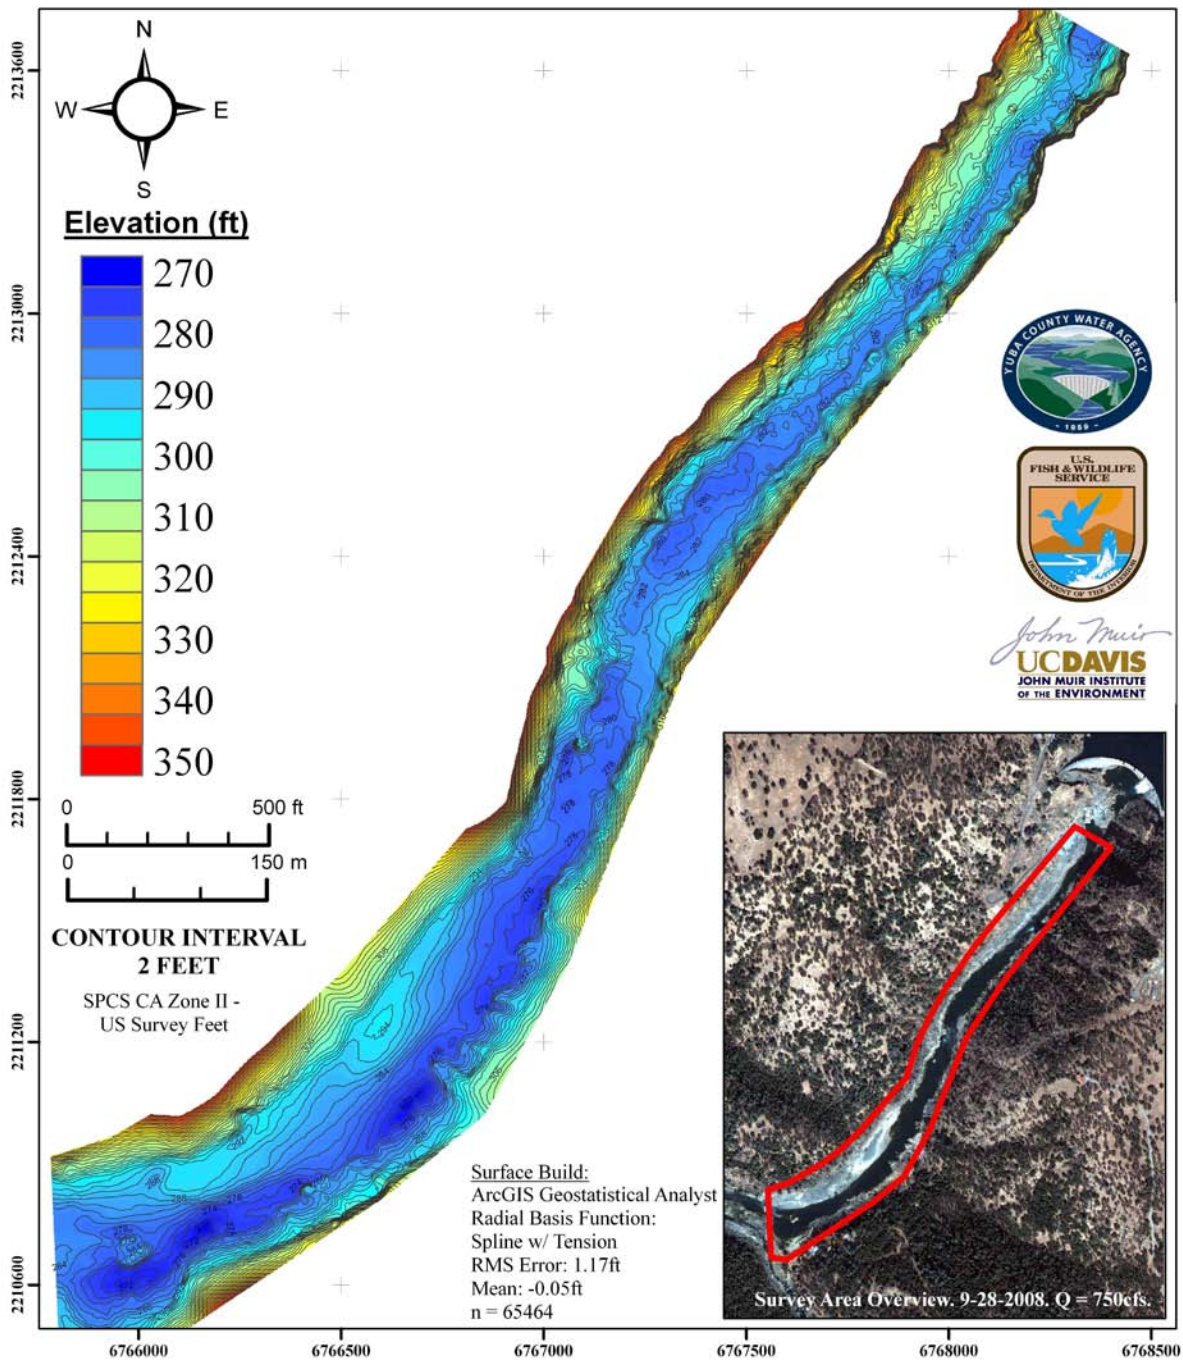 N
W
E
S
Elevation (ft)
270
280
290
300
310
320
330
340
350
0
500 ft
0
150 m
CONTOUR INTERVAL
2 FEET
SPCS CA Zone II -
US Survey Feet
2213600
2213000
2212400
2211800
2211200
2210600
YUBA COUNTY WATER AGENCY
- 1959 -
U.S.
FISH & WILDLIFE
SERVICE
DEPARTMENT OF THE INTERIOR
John Muir
UCDAVIS
JOHN MUIR INSTITUTE
OF THE ENVIRONMENT
Surface Build:
ArcGIS Geostatistical Analyst
Radial Basis Function:
Spline w/ Tension
RMS Error: 1.17ft
Mean: -0.05ft
n = 65464
Survey Area Overview. 9-28-2008. Q = 750cfs.
6766000
6766500
6767000
6767500
6768000
6768500